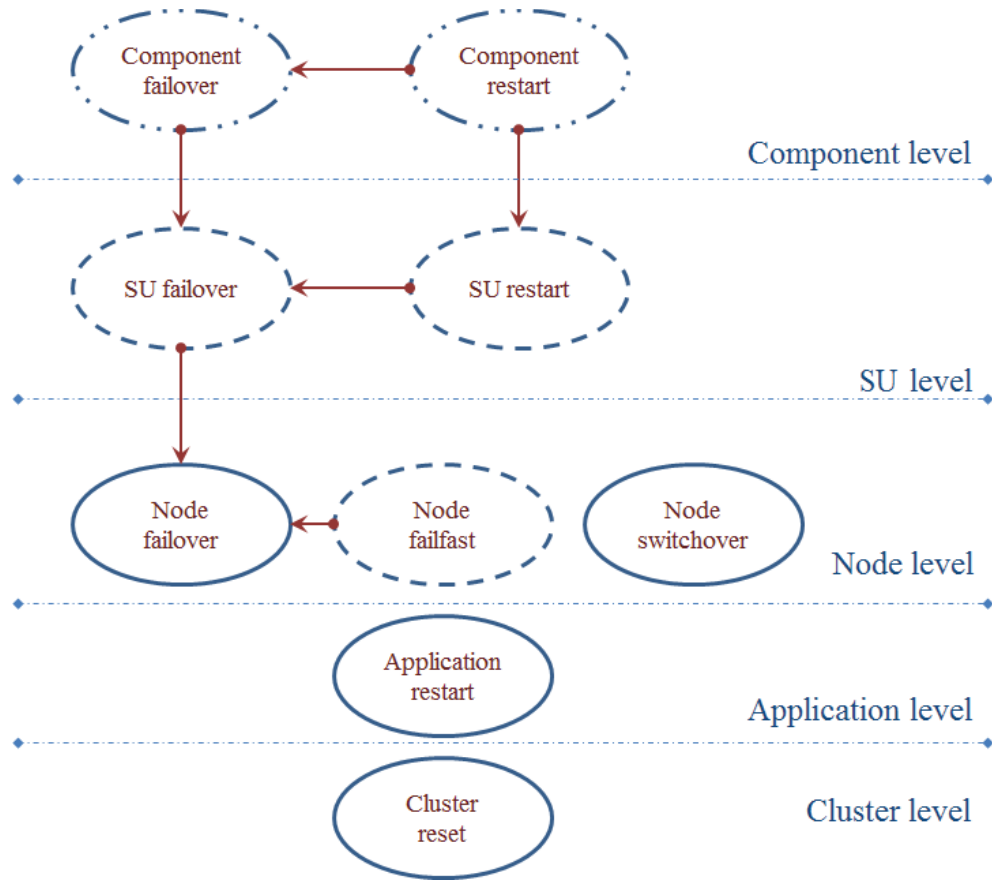 Component
failover
Component
restart
Component level
SU failover
SU restart
SU level
Node
failover
Node
failfast
Node
switchover
Node level
Application
restart
Application level
Cluster
reset
Cluster level